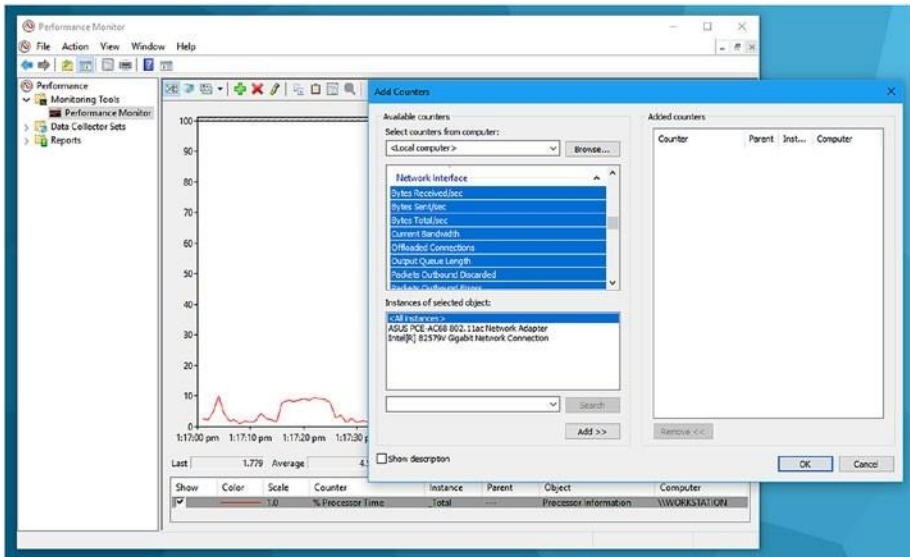 Performance Monitor
File Action View Window Help
Performance
Monitoring Tools
Performance Monitor
Data Collector Sets
Reports
100
90
80
70
60
50
40
30
20
10
0
1:17:00 pm 1:17:10 pm 1:17:20 pm 1:17:30
Last 1.779 Average 4.
Show Color Scale Counter Instance Parent Object Computer
1.0 % Processor Time _Total --- Processor Information \\WORKSTATION
Add Counters
Available counters
Select counters from computer:
<Local computer>
Browse...
Network Interface
Bytes Received/sec
Bytes Sent/sec
Bytes Total/sec
Current Bandwidth
Offloaded Connections
Output Queue Length
Packets Outbound Discarded
Packets Outbound Errors
Instances of selected object:
<All instances>
ASUS PCE-AC68 802.11ac Network Adapter
Intel[R] 82579V Gigabit Network Connection
Search
Add >>
Show description
Added counters
Counter Parent Inst... Computer
Remove <<
OK Cancel